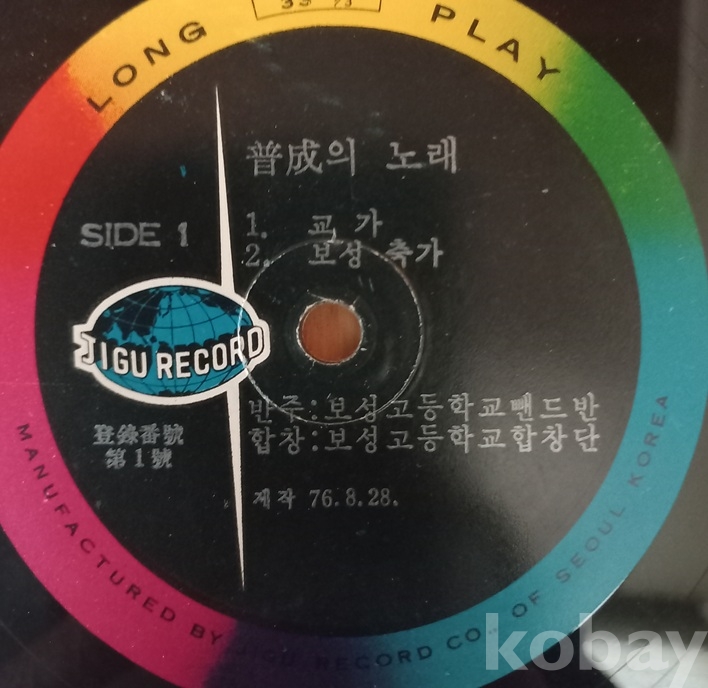 LONG PLAY
普成의 노래
SIDE 1
1. 교 가
2. 보성 축가
JIGU RECORD
登錄番號
第1號
반주:보성고등학교밴드반
합창:보성고등학교합창단
제작 76.8.28.
MANUFACTURED BY JIGU RECORD CO., OF SEOUL KOREA
kobay